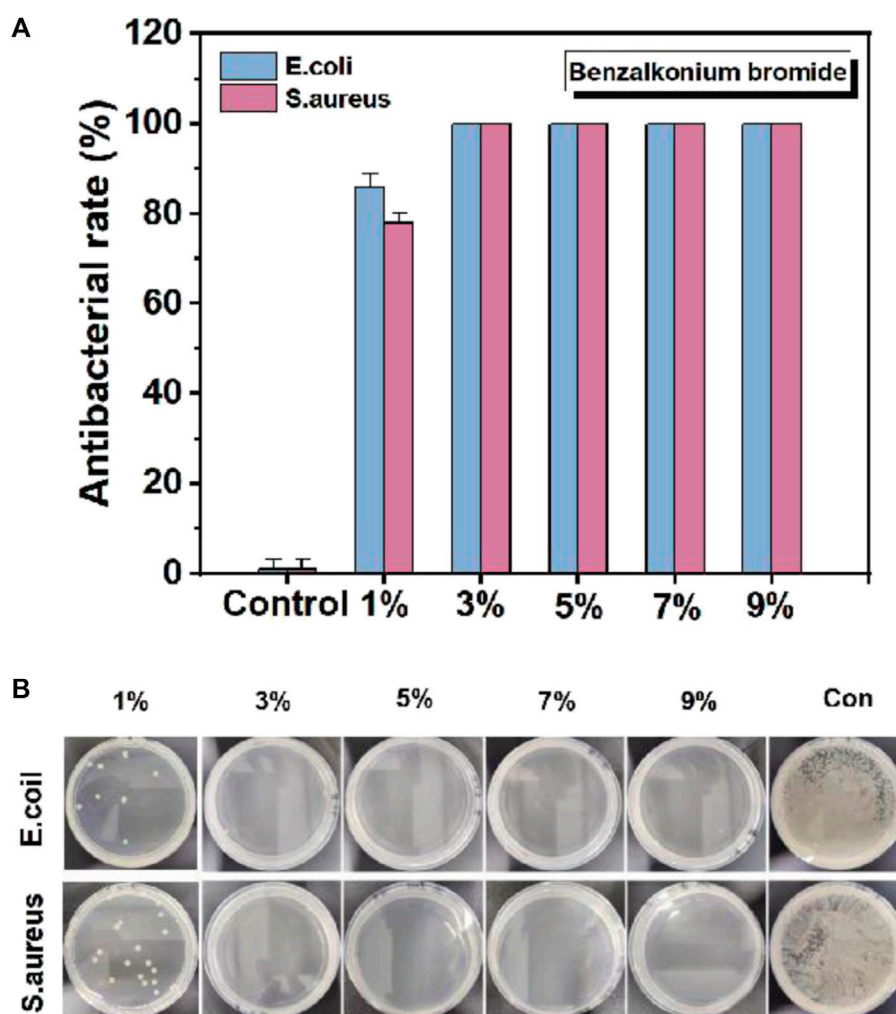 A
120
100
80
60
40
20
0
Antibacterial rate (%)
E.coli
S.aureus
Benzalkonium bromide
Control 1% 3% 5% 7% 9%
B
1% 3% 5% 7% 9% Con
E.coil
S.aureus